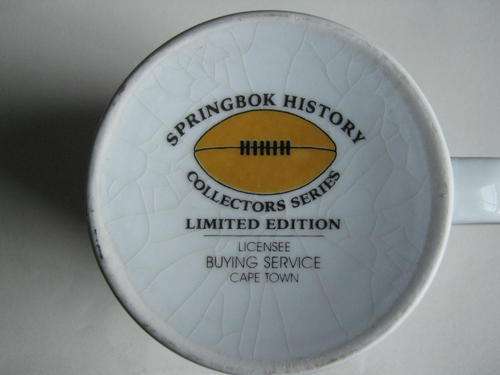 SPRINGBOK HISTORY
COLLECTORS SERIES
LIMITED EDITION
LICENSEE
BUYING SERVICE
CAPE TOWN